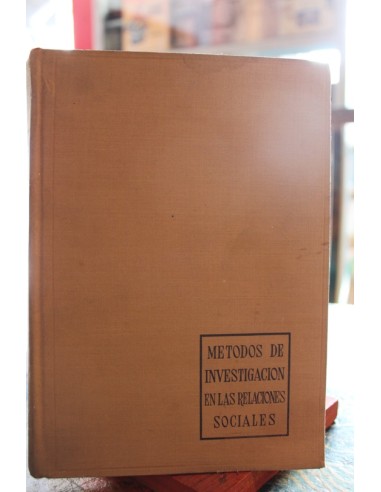 METODOS DE
INVESTIGACION
EN LAS RELACIONES
SOCIALES